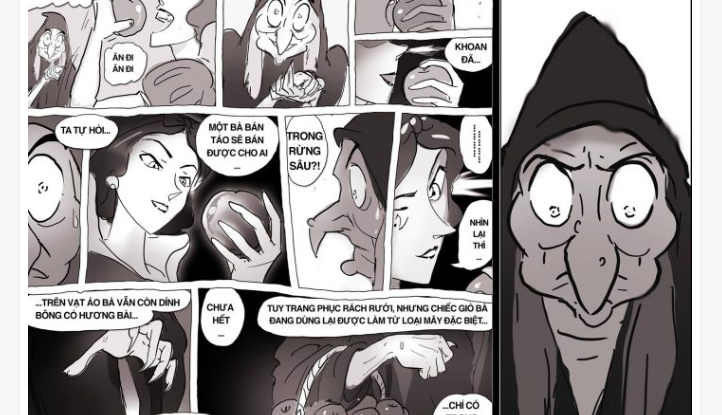 ĂN ĐI
ĂN ĐI
KHOAN
ĐÃ...
TA TỰ HỎI...
MỘT BÀ BÁN
TÁO SẼ BÁN
ĐƯỢC CHO AI
...
TRONG
RỪNG
SÂU?!
.........
NHÌN
LẠI
THÌ
...
...TRÊN VẠT ÁO BÀ VẪN CÒN DÍNH
BÔNG CỎ HƯƠNG BÀI...
CHƯA
HẾT
...
TUY TRANG PHỤC RÁCH RƯỚI, NHƯNG CHIẾC GIỎ BÀ
ĐANG DÙNG LẠI ĐƯỢC LÀM TỪ LOẠI MÂY ĐẶC BIỆT...
...CHỈ CÓ